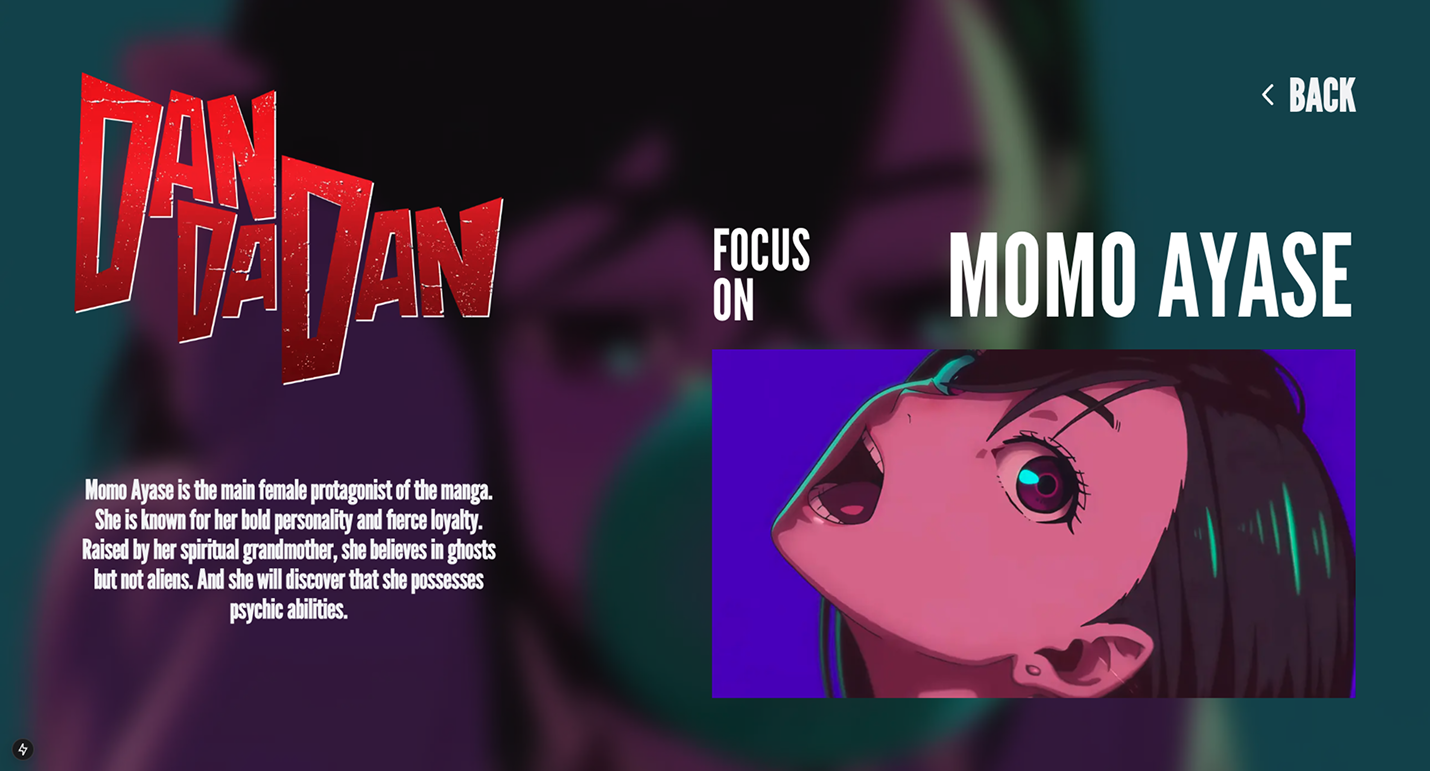 DAN
DA DAN
BACK
FOCUS
ON
MOMO AYASE
Momo Ayase is the main female protagonist of the manga.
She is known for her bold personality and fierce loyalty.
Raised by her spiritual grandmother, she believes in ghosts
but not aliens. And she will discover that she possesses
psychic abilities.